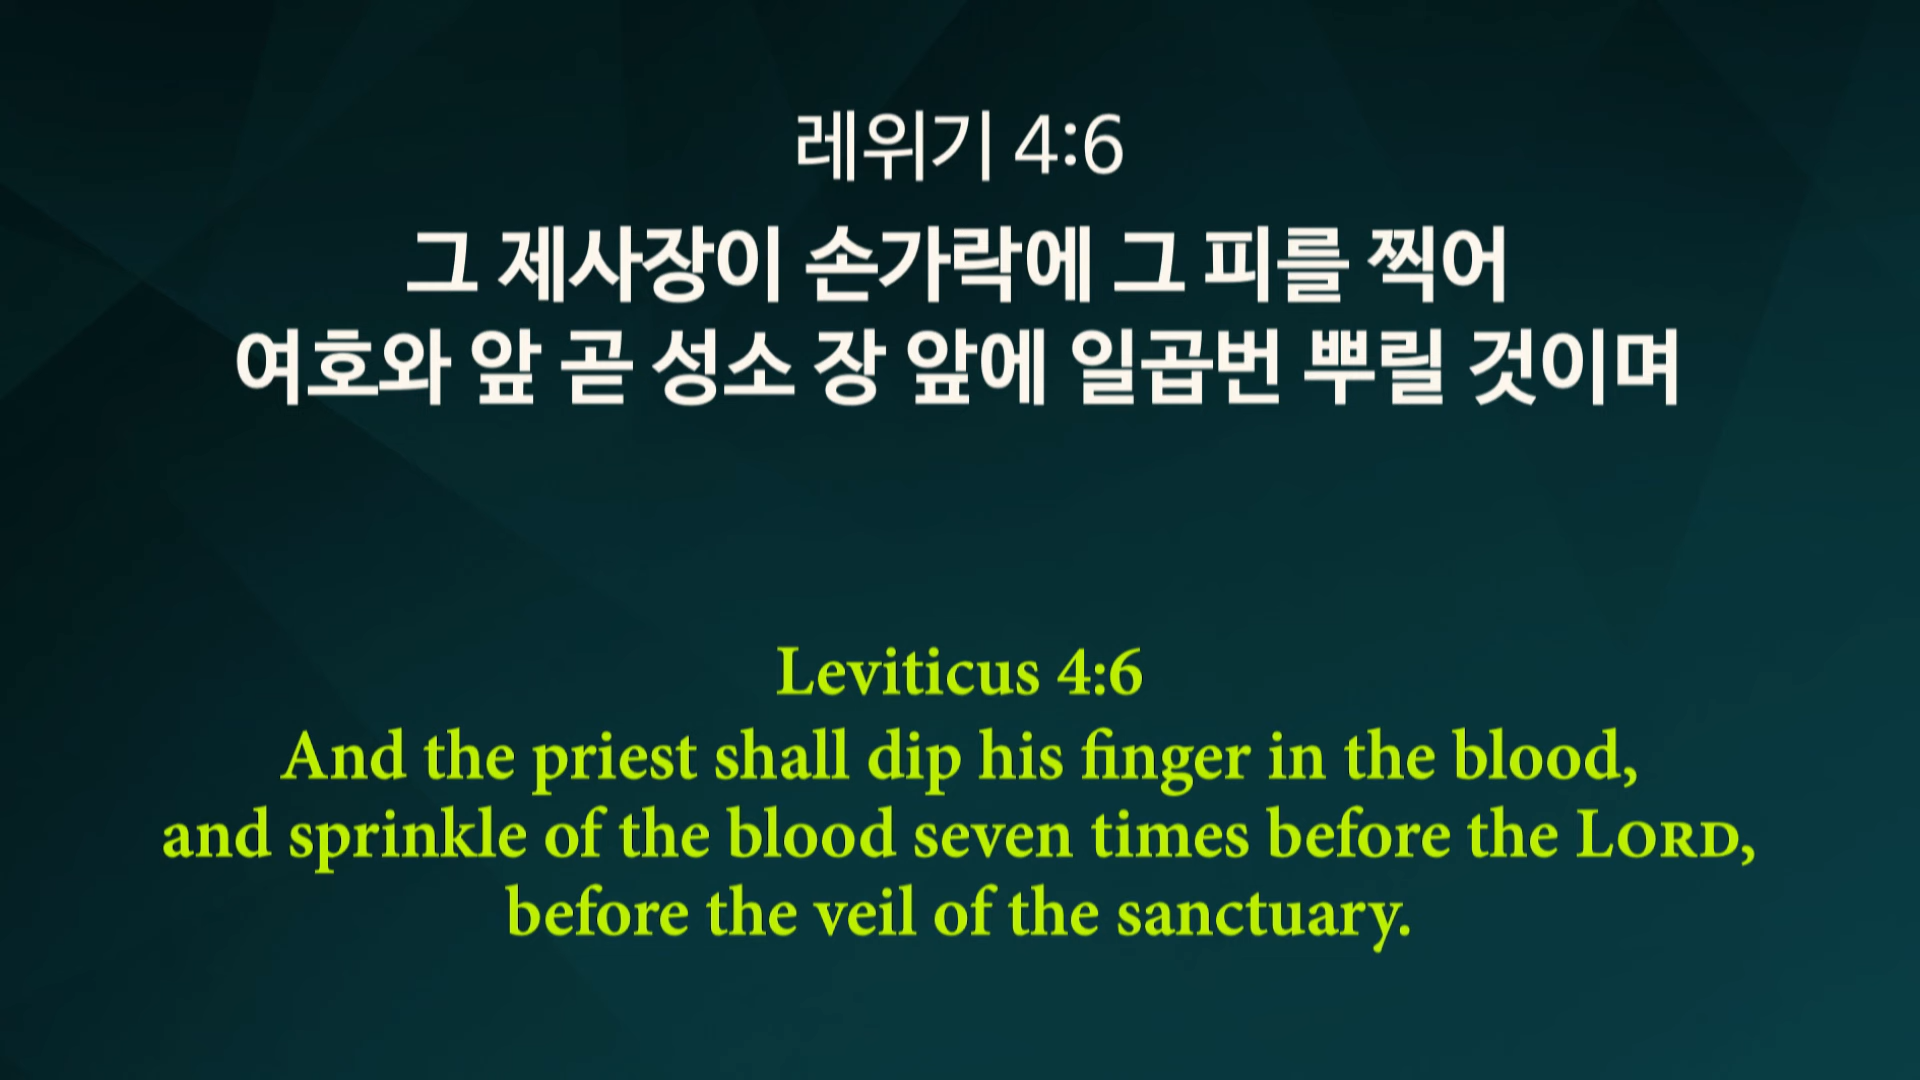 레위기 4:6
그 제사장이 손가락에 그 피를 찍어
여호와 앞 곧 성소 장 앞에 일곱번 뿌릴 것이며
Leviticus 4:6
And the priest shall dip his finger in the blood,
and sprinkle of the blood seven times before the LORD,
before the veil of the sanctuary.